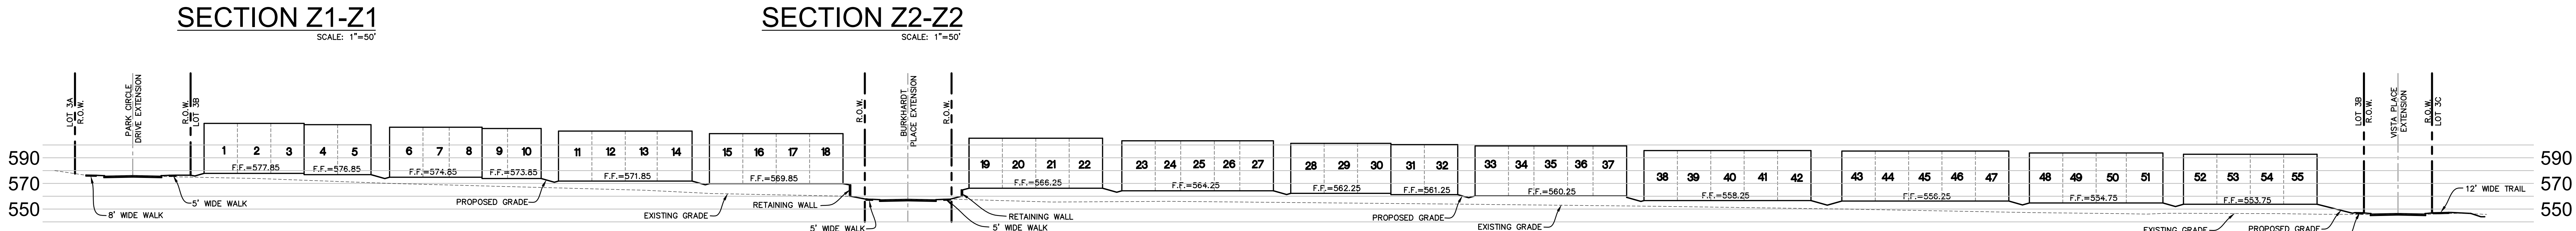 SECTION Z1-Z1
SCALE: 1"=50'
SECTION Z2-Z2
SCALE: 1"=50'
LOT 3A
R.O.W.
PARK CIRCLE
DRIVE EXTENSION
R.O.W.
LOT 3B
R.O.W.
BURKHARDT
PLACE EXTENSION
R.O.W.
LOT 3B
R.O.W.
VISTA PLACE
EXTENSION
R.O.W.
LOT 3C
590
570
550
1 2 3 4 5
F.F.=577.85
F.F.=576.85
6 7 8 9 10
F.F.=574.85
F.F.=573.85
11 12 13 14
F.F.=571.85
15 16 17 18
F.F.=569.85
19 20 21 22
F.F.=566.25
23 24 25 26 27
F.F.=564.25
28 29 30 31 32
F.F.=562.25
F.F.=561.25
33 34 35 36 37
F.F.=560.25
38 39 40 41 42
F.F.=558.25
43 44 45 46 47
F.F.=556.25
48 49 50 51
F.F.=554.75
52 53 54 55
F.F.=553.75
590
570
550
8' WIDE WALK
5' WIDE WALK
PROPOSED GRADE
EXISTING GRADE
RETAINING WALL
5' WIDE WALK
RETAINING WALL
5' WIDE WALK
PROPOSED GRADE
EXISTING GRADE
EXISTING GRADE
PROPOSED GRADE
12' WIDE TRAIL